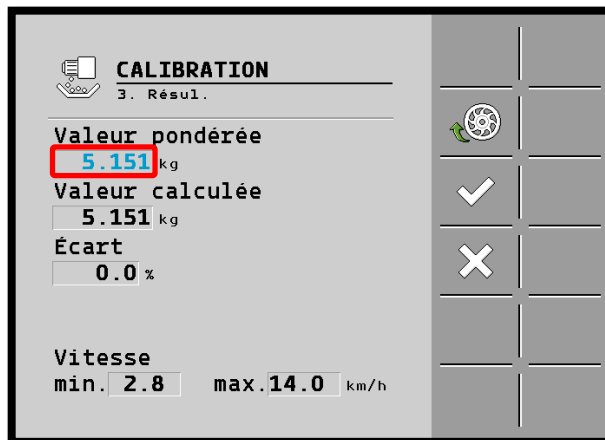 CALIBRATION
3. Résul.
Valeur pondérée
5.151 kg
Valeur calculée
5.151 kg
Écart
0.0 %
Vitesse
min. 2.8 max. 14.0 km/h